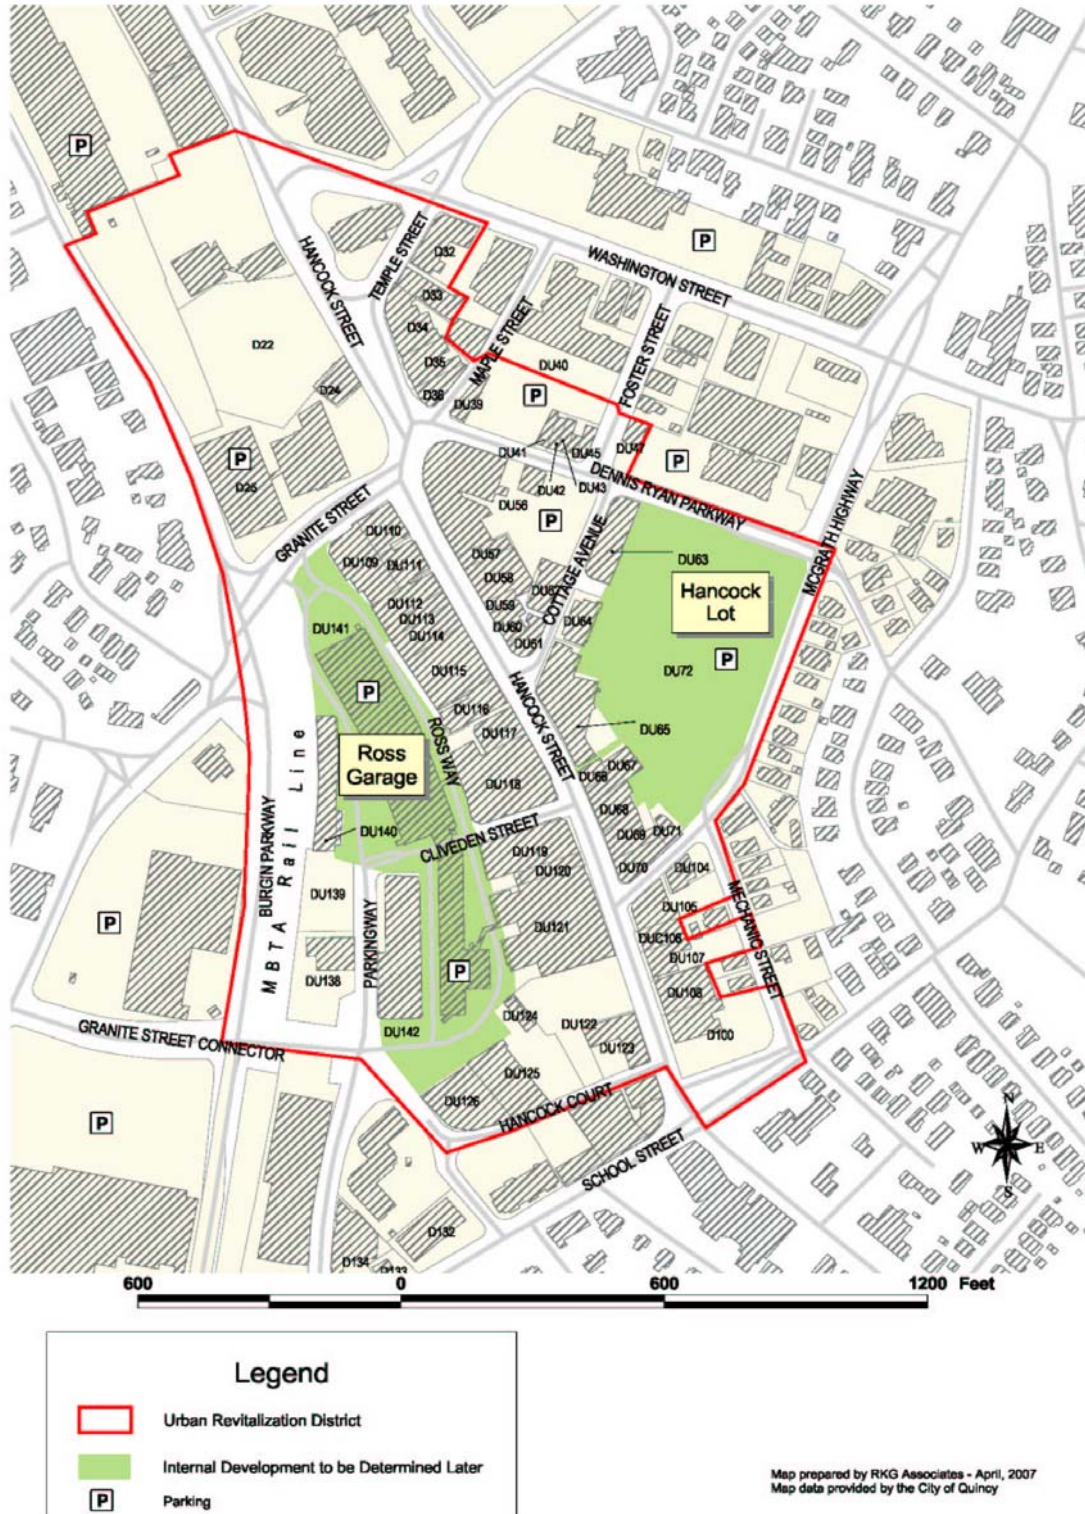 P
HANCOCK STREET
TEMPLE STREET
D32
D33
D34
D35
D36
P
WASHINGTON STREET
MAPLE STREET
DU39
DU40
P
FOSTER STREET
D22
D24
P
D25
DU41
DU42
DU43
DU45
DU47
P
DENNIS RYAN PARKWAY
MCGRATH HIGHWAY
GRANITE STREET
DU56
P
DU57
DU58
DU59
DU60
DU61
DU62
COTTAGE AVENUE
DU63
DU64
Hancock
Lot
P
DU72
DU65
DU110
DU109
DU111
DU112
DU113
DU114
DU115
DU116
DU117
DU118
HANCOCK STREET
DU141
P
ROSS WAY
Ross
Garage
DU140
CLIVEDEN STREET
DU66
DU67
DU68
DU69
DU70
DU71
DU104
DU105
DUC106
DU107
DU108
D100
MECHANIC STREET
DU119
DU120
DU121
BURGIN PARKWAY
MBTA Rail Line
P
DU139
DU138
PARKINGWAY
P
DU142
DU124
DU122
DU123
DU125
DU126
HANCOCK COURT
SCHOOL STREET
GRANITE STREET CONNECTOR
P
D132
D134
D133
N
W E
S
600 0 600 1200 Feet
Legend
Urban Revitalization District
Internal Development to be Determined Later
P Parking
Map prepared by RKG Associates - April, 2007
Map data provided by the City of Quincy